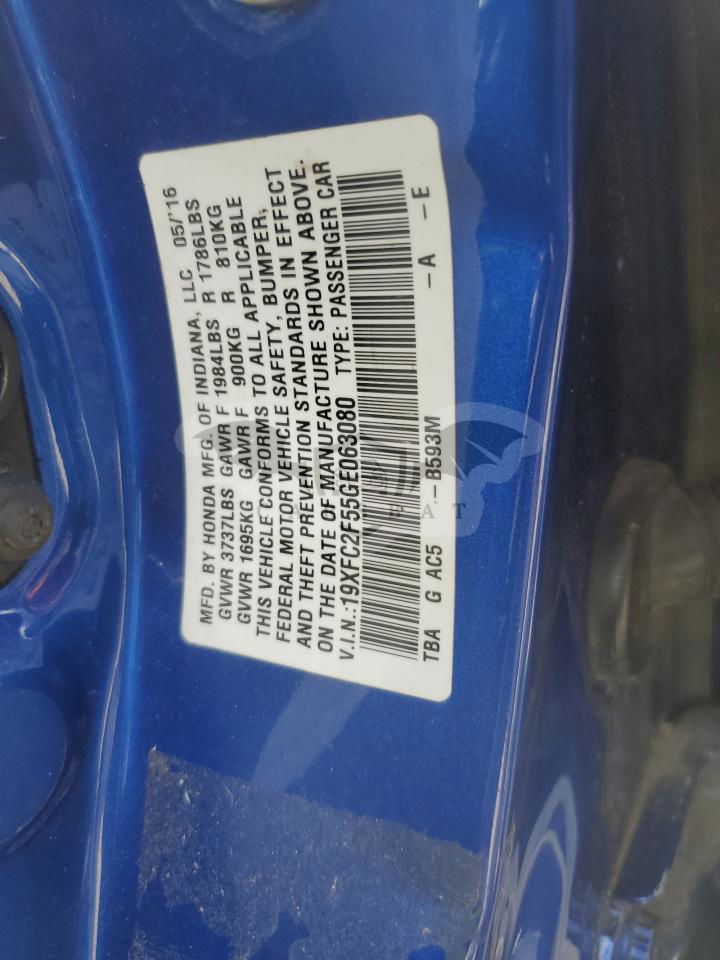 MFD. BY HONDA MFG. OF INDIANA, LLC 05/'16
GVWR 3737LBS GAWR F 1984LBS R 1786LBS
GVWR 1695KG GAWR F 900KG R 810KG
THIS VEHICLE CONFORMS TO ALL APPLICABLE
FEDERAL MOTOR VEHICLE SAFETY, BUMPER,
AND THEFT PREVENTION STANDARDS IN EFFECT
ON THE DATE OF MANUFACTURE SHOWN ABOVE.
V.I.N.:19XFC2F55GE063080 TYPE: PASSENGER CAR
TBA G AC5 -B593M -A -E